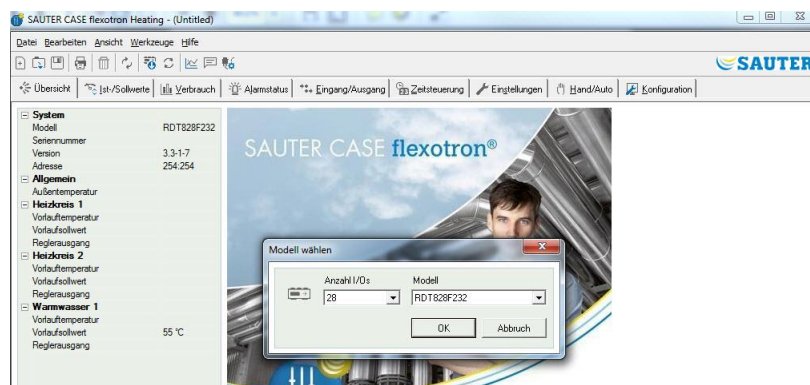 SAUTER CASE flexotron Heating - (Untitled)
Datei Bearbeiten Ansicht Werkzeuge Hilfe
SAUTER
Übersicht Ist-/Sollwerte Verbrauch Alarmstatus Eingang/Ausgang Zeitsteuerung Einstellungen Hand/Auto Konfiguration
System
Modell RDT828F232
Seriennummer
Version 3.3-1-7
Adresse 254:254
Allgemein
Außentemperatur
Heizkreis 1
Vorlauftemperatur
Vorlaufsollwert
Reglerausgang
Heizkreis 2
Vorlauftemperatur
Vorlaufsollwert
Reglerausgang
Warmwasser 1
Vorlauftemperatur
Vorlaufsollwert 55 °C
Reglerausgang
SAUTER CASE flexotron®
Modell wählen
Anzahl I/Os Modell
28 RDT828F232
OK Abbruch